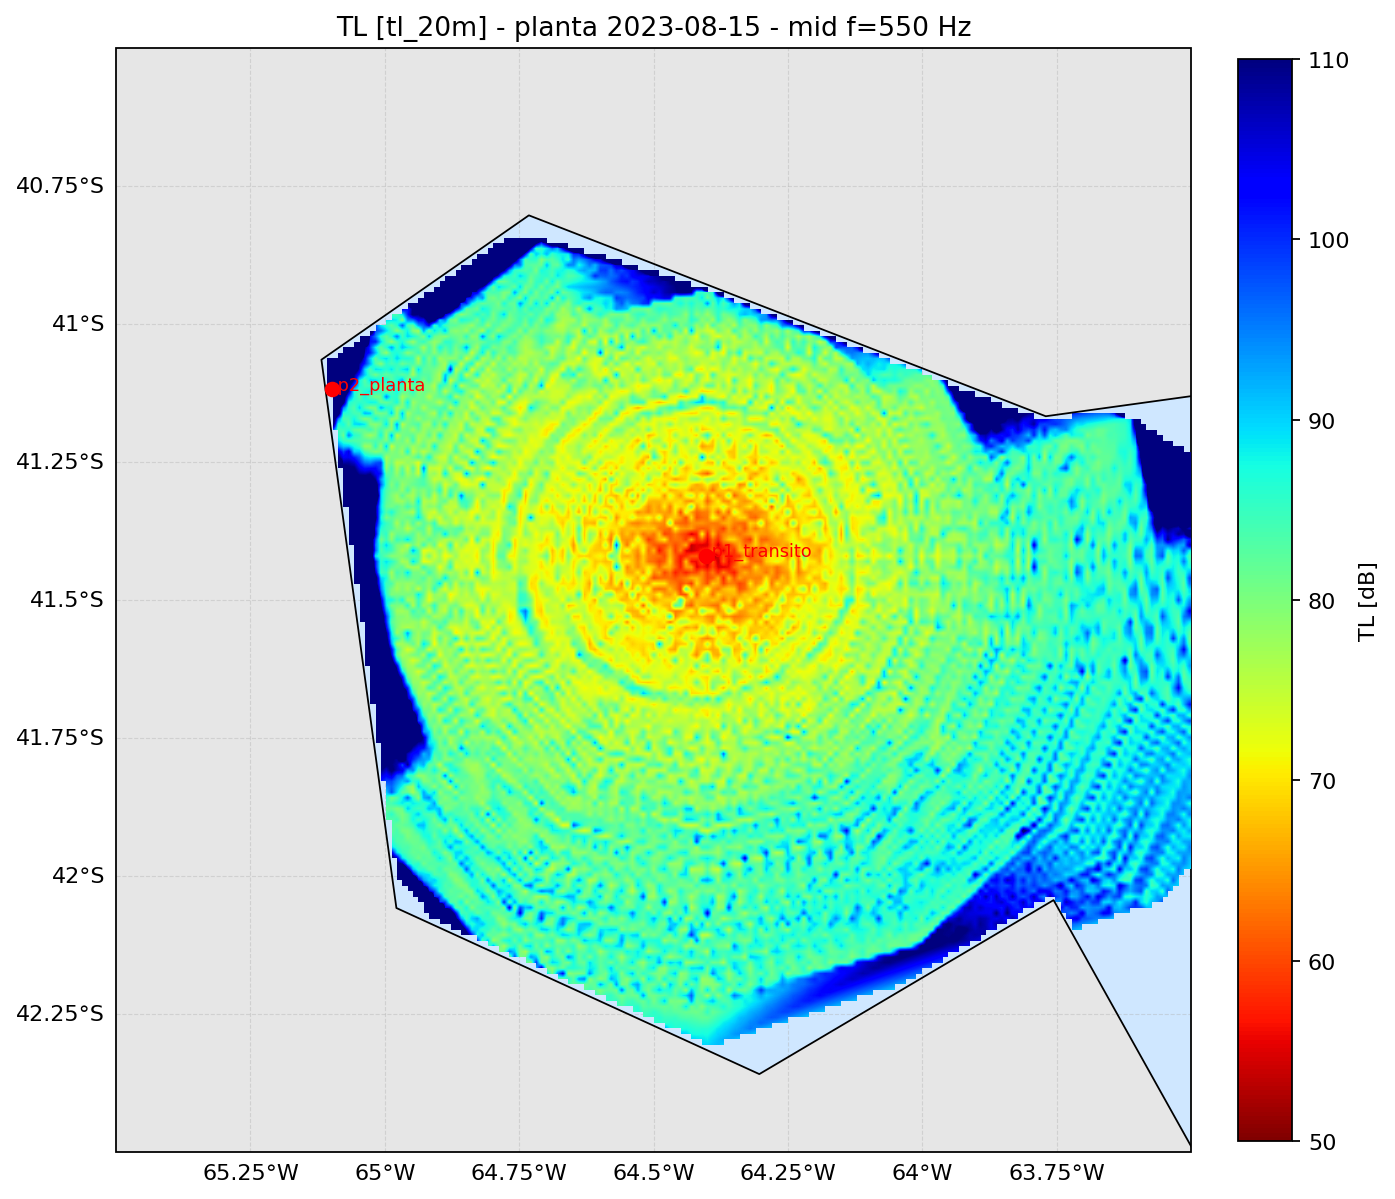 TL [tl_20m] - planta 2023-08-15 - mid f=550 Hz
110
100
90
80
70
60
50
TL [dB]
40.75°S
41°S
41.25°S
41.5°S
41.75°S
42°S
42.25°S
p2_planta
p1_transito
65.25°W
65°W
64.75°W
64.5°W
64.25°W
64°W
63.75°W